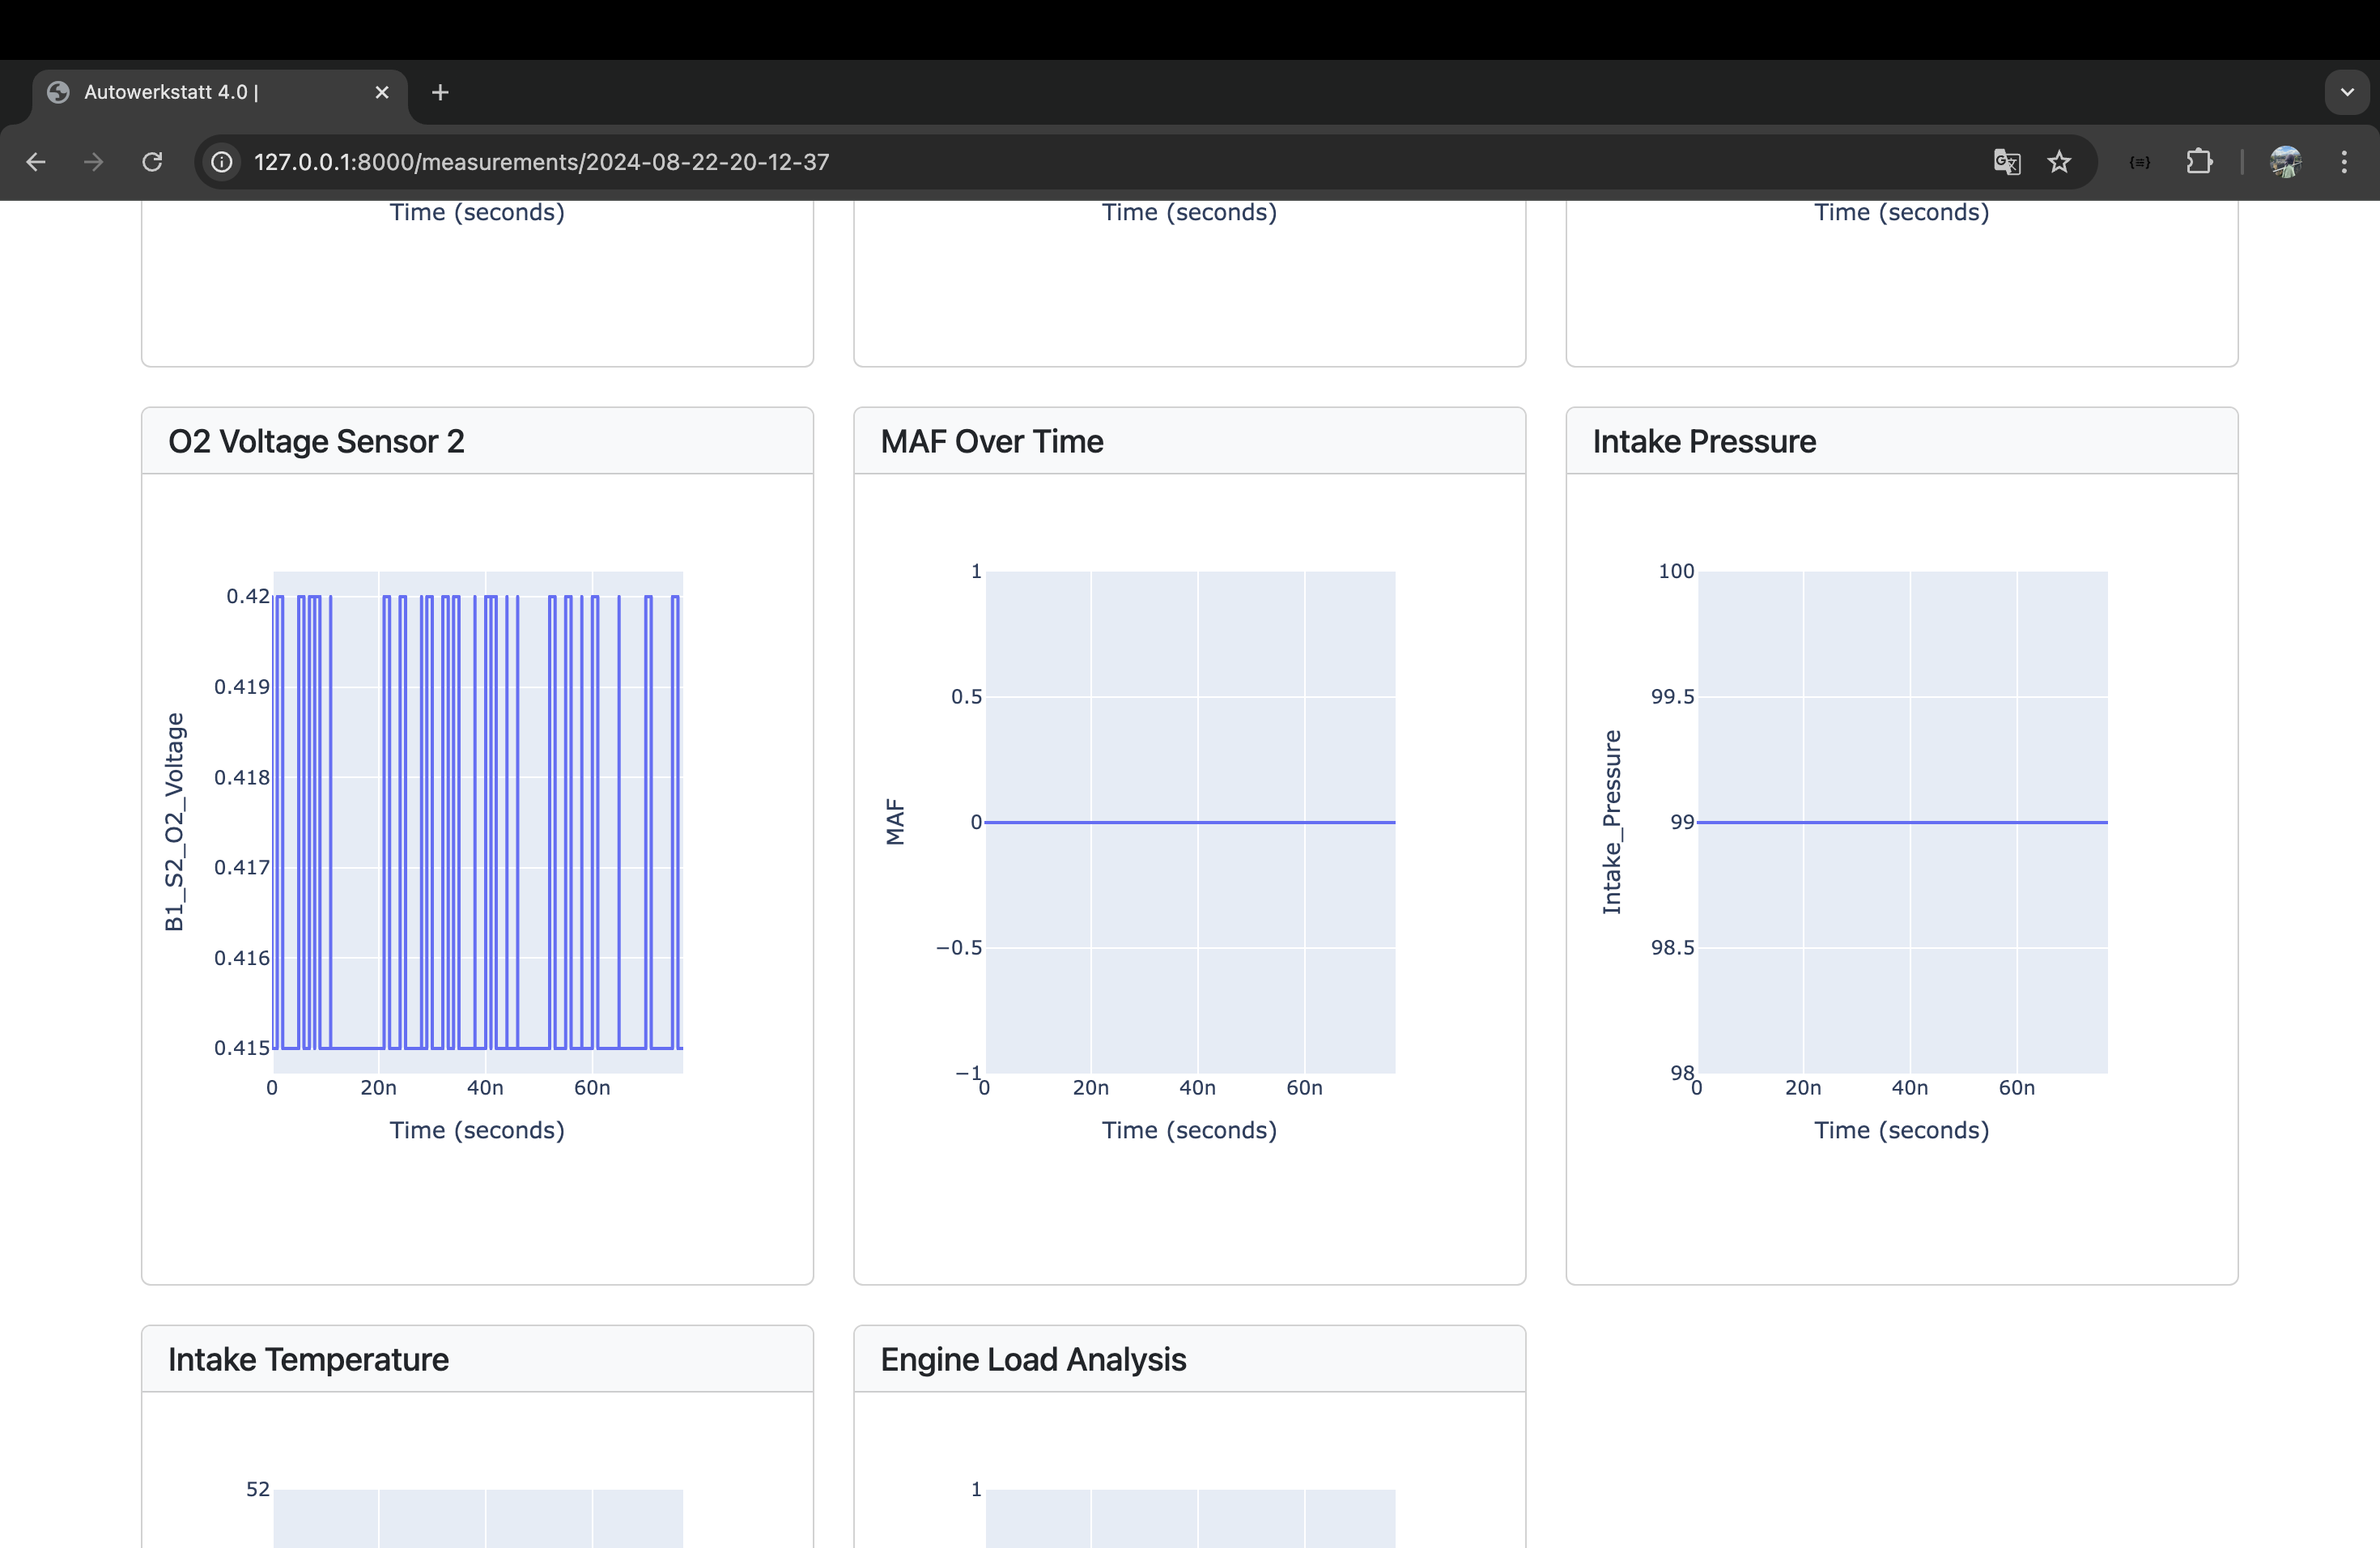 Autowerkstatt 4.0 |
127.0.0.1:8000/measurements/2024-08-22-20-12-37
Time (seconds)
Time (seconds)
Time (seconds)
O2 Voltage Sensor 2
0.42
0.419
0.418
0.417
0.416
0.415
B1_S2_O2_Voltage
0 20n 40n 60n
Time (seconds)
MAF Over Time
1
0.5
0
−0.5
−1
MAF
0 20n 40n 60n
Time (seconds)
Intake Pressure
100
99.5
99
98.5
98
Intake_Pressure
0 20n 40n 60n
Time (seconds)
Intake Temperature
52
Engine Load Analysis
1